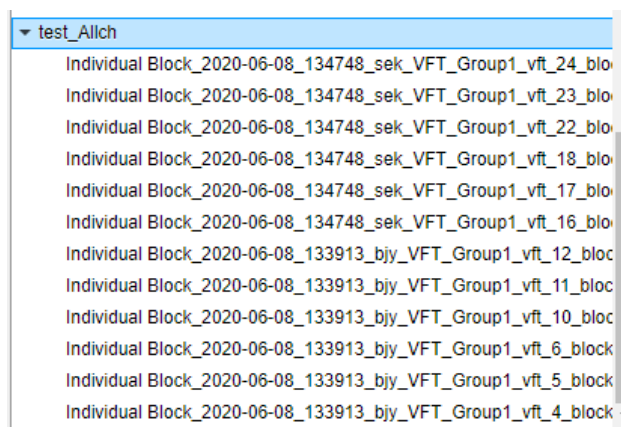 test_Allch
Individual Block_2020-06-08_134748_sek_VFT_Group1_vft_24_blo
Individual Block_2020-06-08_134748_sek_VFT_Group1_vft_23_blo
Individual Block_2020-06-08_134748_sek_VFT_Group1_vft_22_blo
Individual Block_2020-06-08_134748_sek_VFT_Group1_vft_18_blo
Individual Block_2020-06-08_134748_sek_VFT_Group1_vft_17_blo
Individual Block_2020-06-08_134748_sek_VFT_Group1_vft_16_blo
Individual Block_2020-06-08_133913_bjy_VFT_Group1_vft_12_bloc
Individual Block_2020-06-08_133913_bjy_VFT_Group1_vft_11_block
Individual Block_2020-06-08_133913_bjy_VFT_Group1_vft_10_bloc
Individual Block_2020-06-08_133913_bjy_VFT_Group1_vft_6_block
Individual Block_2020-06-08_133913_bjy_VFT_Group1_vft_5_block
Individual Block_2020-06-08_133913_bjy_VFT_Group1_vft_4_block